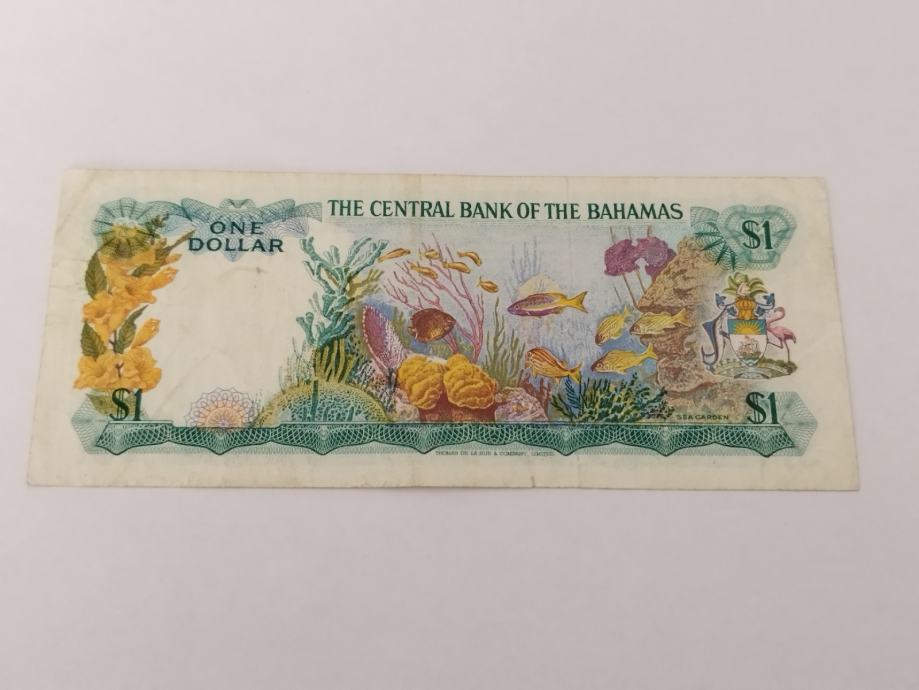 THE CENTRAL BANK OF THE BAHAMAS
ONE
DOLLAR
$1
$1
SEA GARDEN
$1
THOMAS DE LA RUE & COMPANY, LIMITED